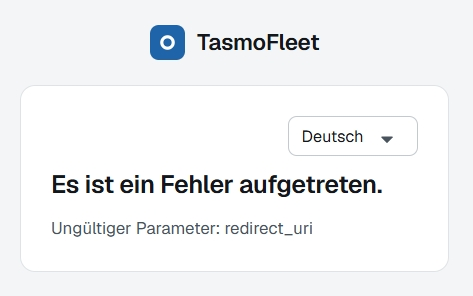 TasmoFleet
Deutsch
Es ist ein Fehler aufgetreten.
Ungültiger Parameter: redirect_uri